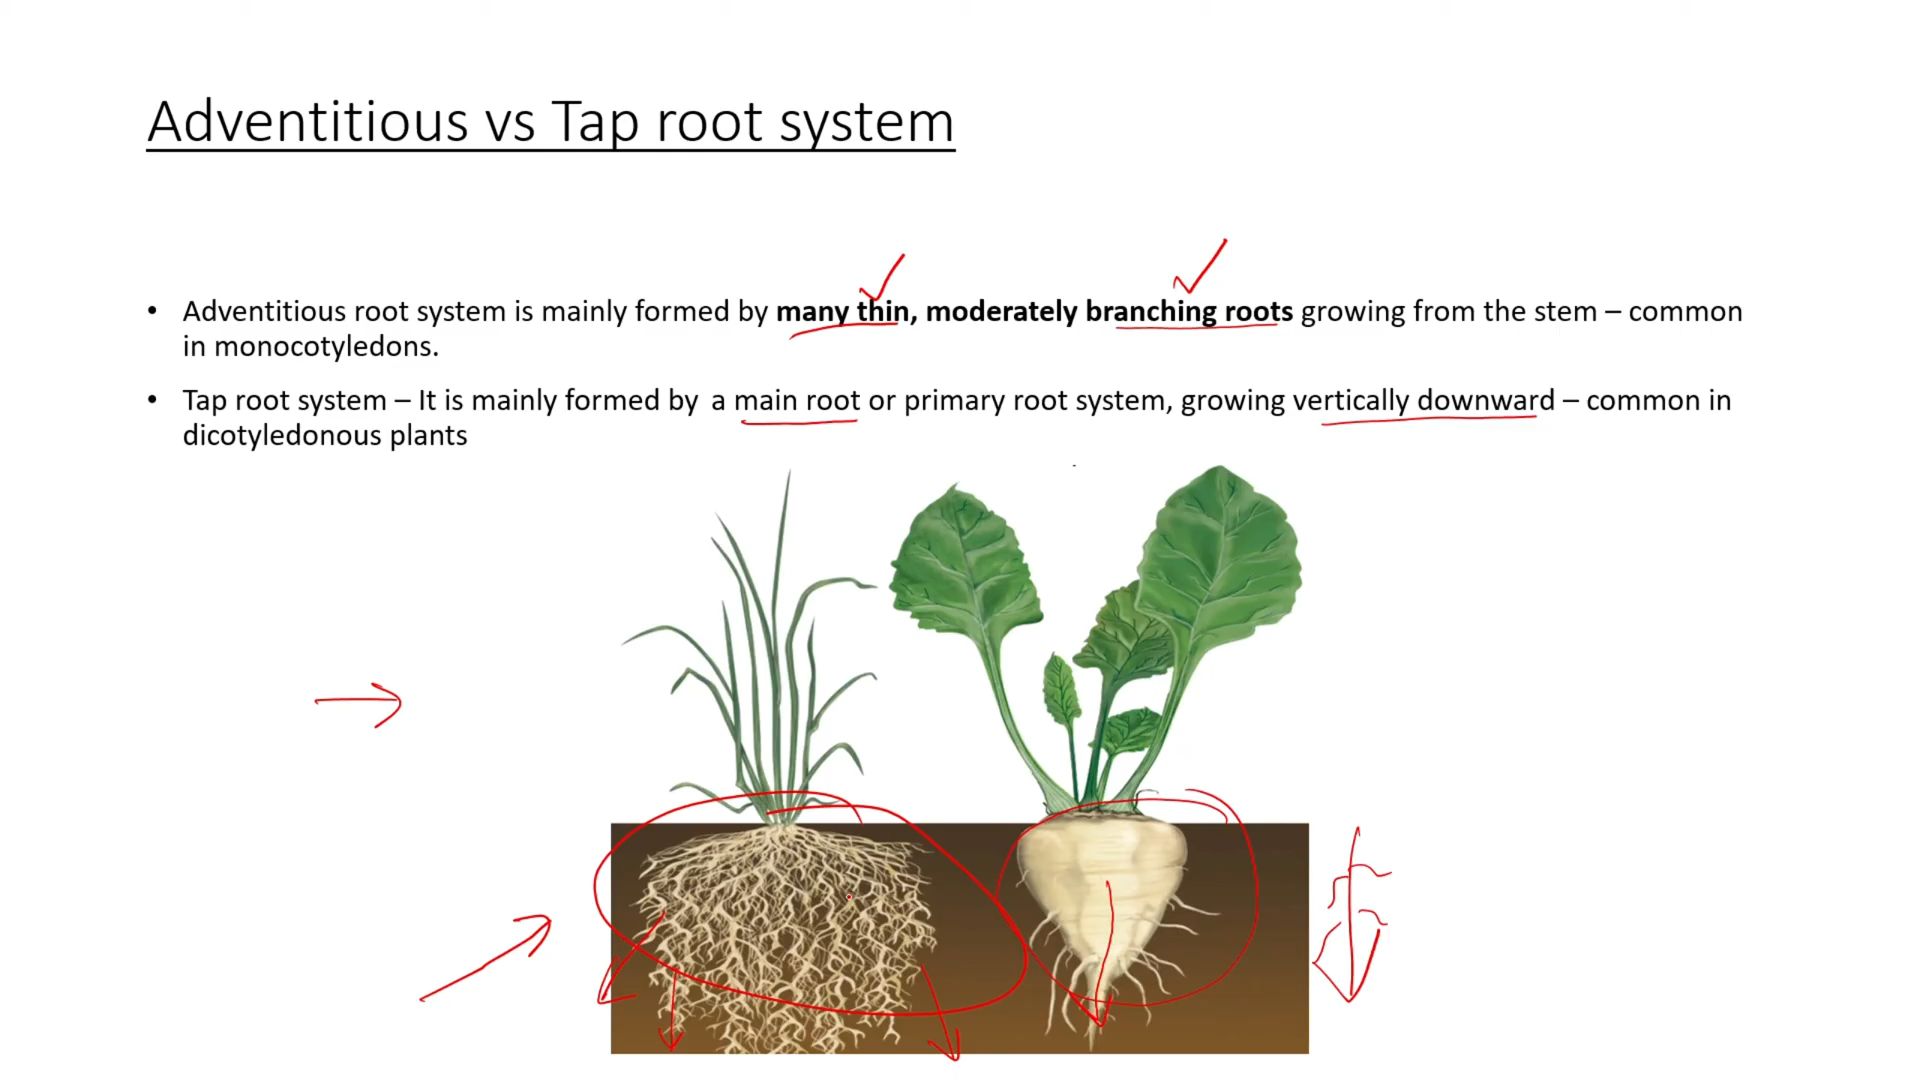 Adventitious vs Tap root system
• Adventitious root system is mainly formed by many thin, moderately branching roots growing from the stem – common
in monocotyledons.
• Tap root system – It is mainly formed by a main root or primary root system, growing vertically downward – common in
dicotyledonous plants